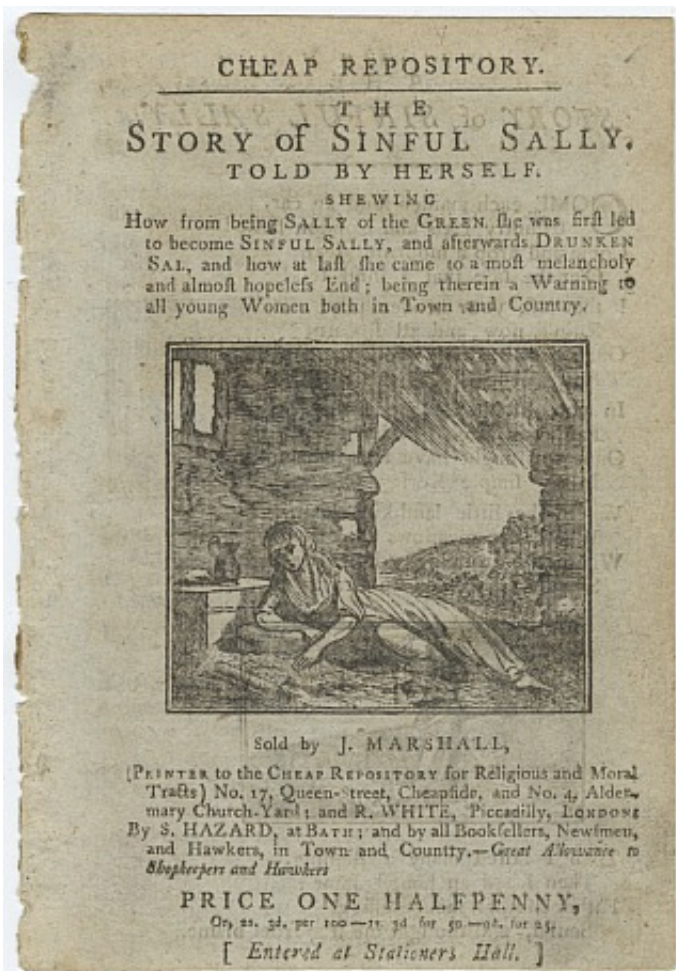 CHEAP REPOSITORY.
THE
STORY of SINFUL SALLY.
TOLD BY HERSELF.
SHEWING
How from being SALLY of the GREEN ſhe was firſt led
to become SINFUL SALLY, and afterwards DRUNKEN
SAL, and how at laſt ſhe came to a moſt melancholy
and almoſt hopeleſs End; being therein a Warning to
all young Women both in Town and Country.
Sold by J. MARSHALL,
(PRINTER to the CHEAP REPOSITORY for Religious and Moral
Tracts) No. 17, Queen-Street, Cheapſide, and No. 4, Alder-
mary Church-Yard; and R. WHITE, Piccadilly, LONDON:
By S. HAZARD, at BATH; and by all Bookſellers, Newſmen,
and Hawkers, in Town and Country.—Great Allowance to
Shopkeepers and Hawkers
PRICE ONE HALFPENNY,
Or, 2s. 3d. per 100—1s. 3d for 50—9d. for 25,
[ Entered at Stationers Hall. ]